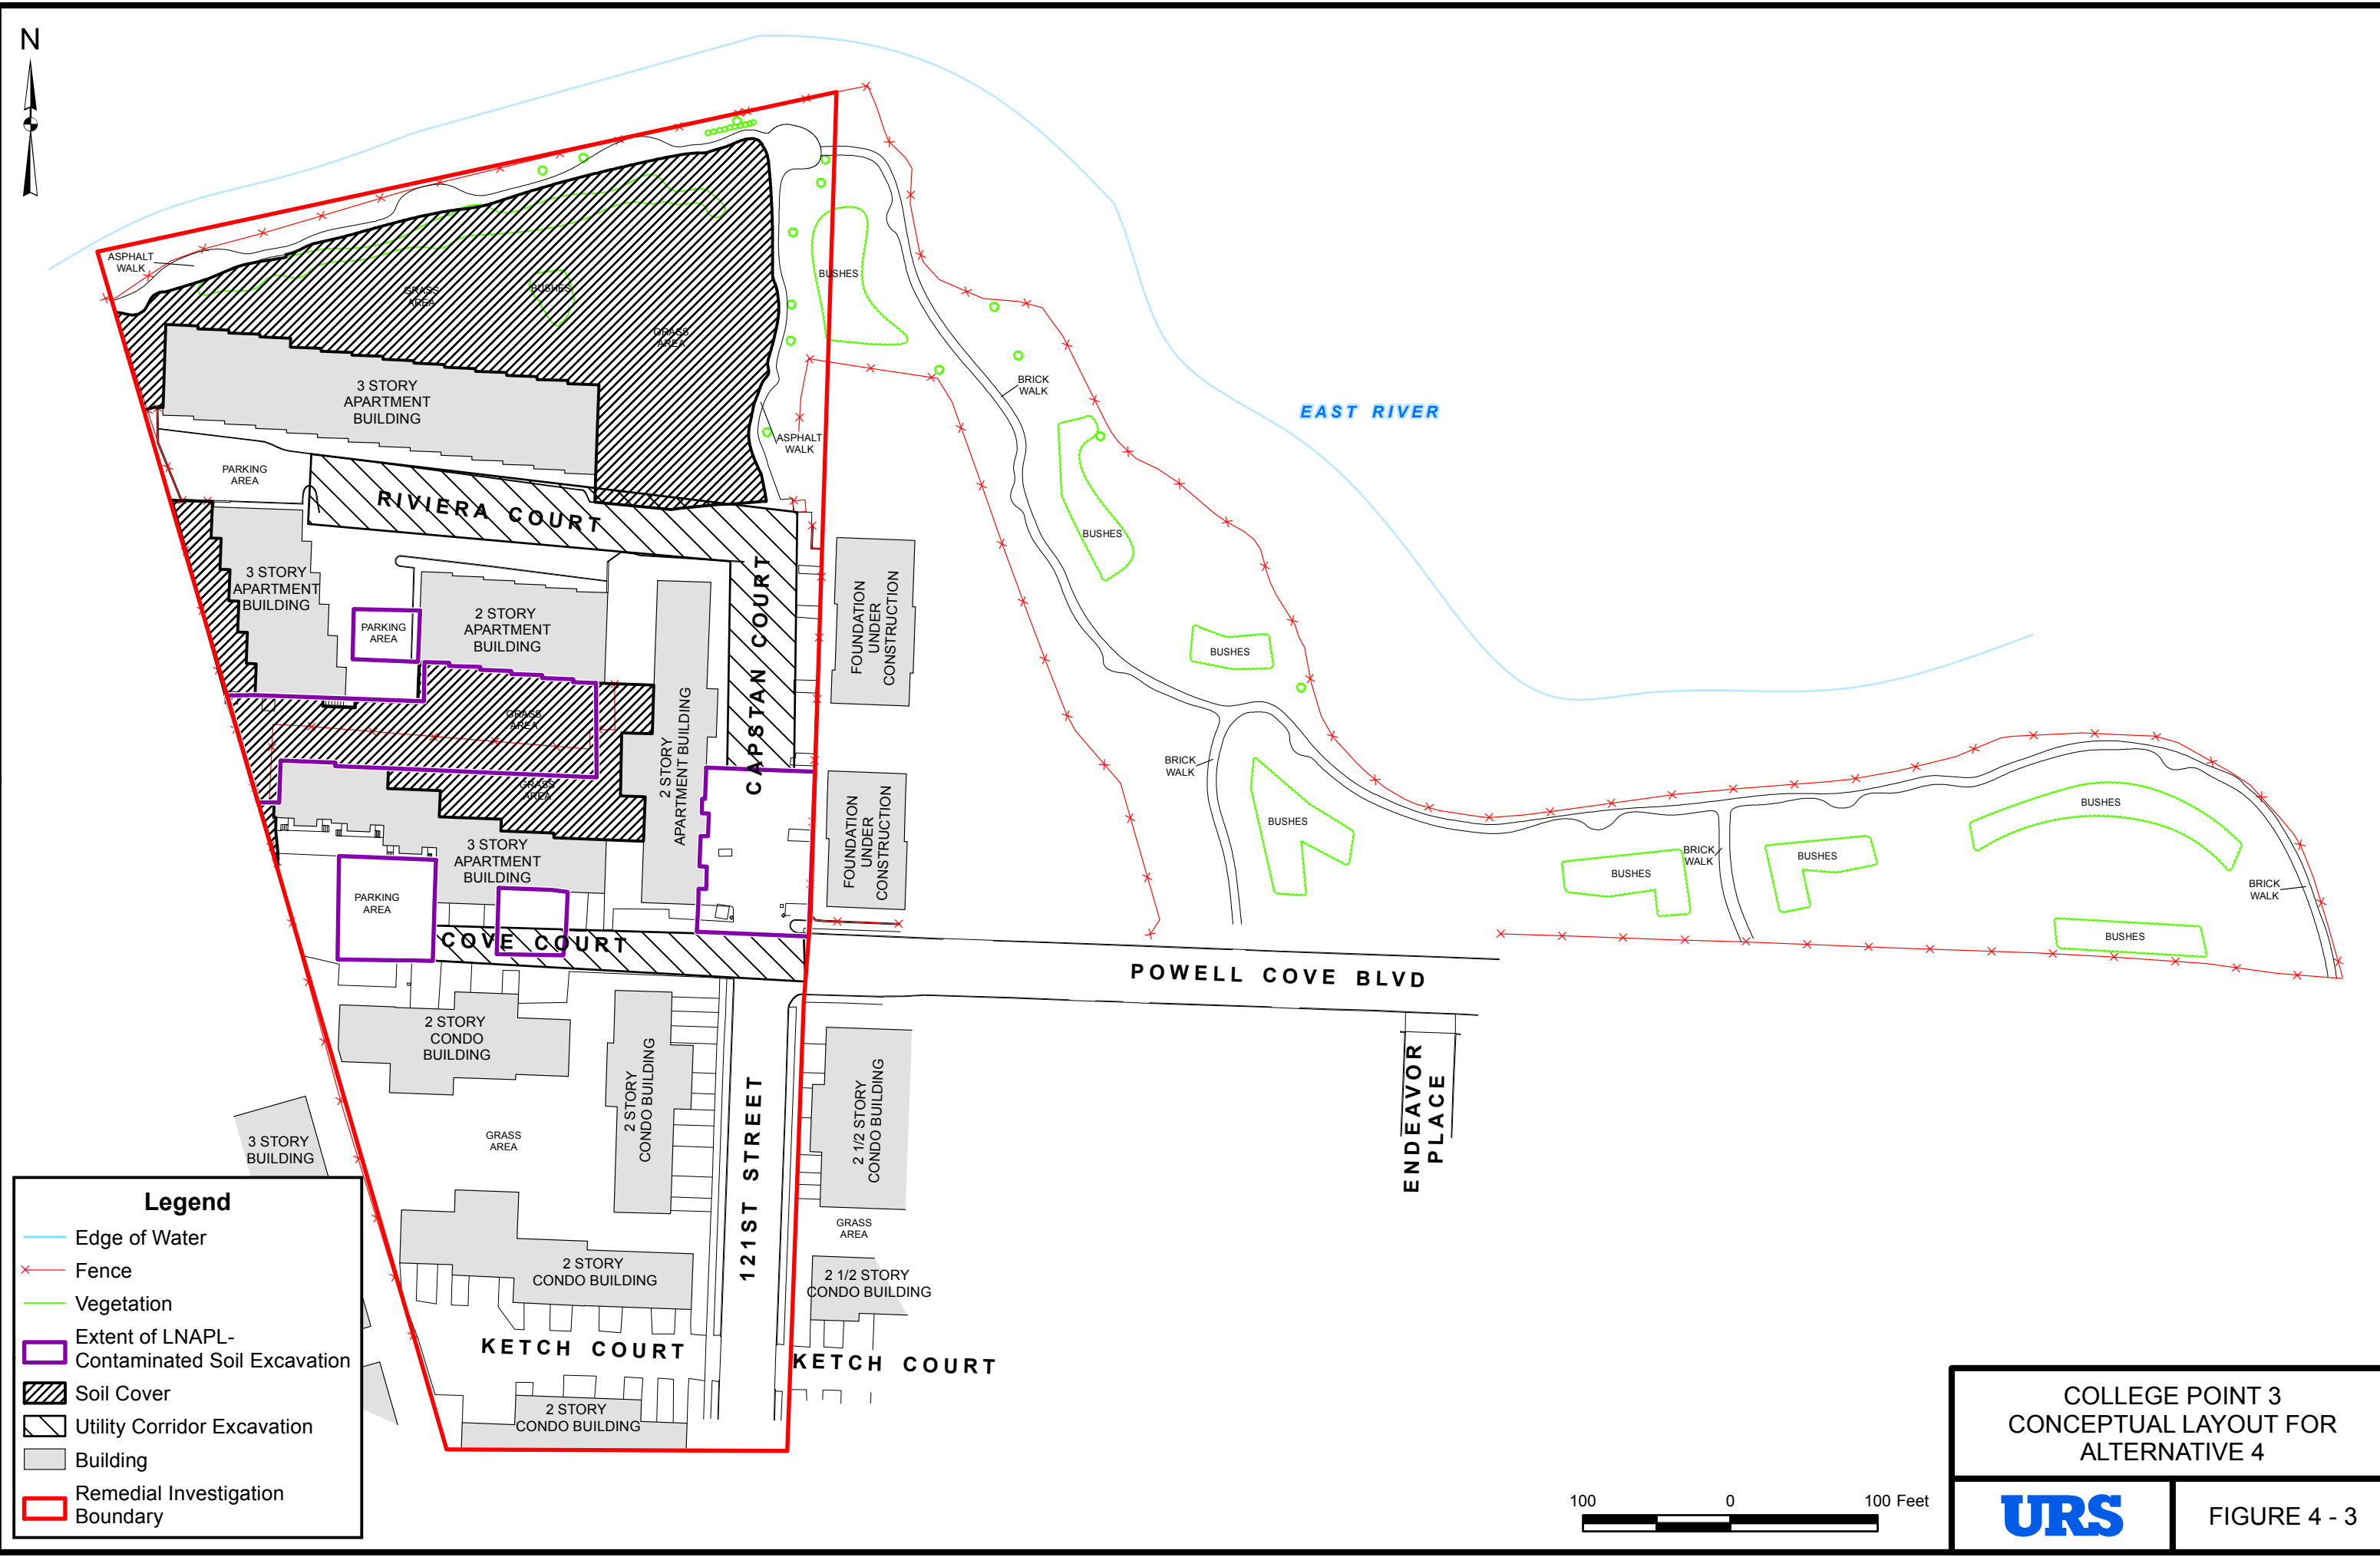 N
ASPHALT
WALK
GRASS
AREA
BUSHES
GRASS
AREA
BUSHES
3 STORY
APARTMENT
BUILDING
BRICK
WALK
EAST RIVER
ASPHALT
WALK
PARKING
AREA
RIVIERA COURT
BUSHES
3 STORY
APARTMENT
BUILDING
PARKING
AREA
2 STORY
APARTMENT
BUILDING
CAPSTAN COURT
FOUNDATION
UNDER
CONSTRUCTION
BUSHES
GRASS
AREA
2 STORY
APARTMENT BUILDING
BRICK
WALK
GRASS
AREA
FOUNDATION
UNDER
CONSTRUCTION
BUSHES
BUSHES
3 STORY
APARTMENT
BUILDING
BRICK
WALK
BUSHES
BUSHES
PARKING
AREA
BRICK
WALK
COVE COURT
BUSHES
POWELL COVE BLVD
2 STORY
CONDO
BUILDING
2 STORY
CONDO BUILDING
121ST STREET
2 1/2 STORY
CONDO BUILDING
ENDEAVOR
PLACE
GRASS
AREA
3 STORY
BUILDING
GRASS
AREA
2 STORY
CONDO BUILDING
2 1/2 STORY
CONDO BUILDING
KETCH COURT
KETCH COURT
2 STORY
CONDO BUILDING
Legend
Edge of Water
Fence
Vegetation
Extent of LNAPL-
Contaminated Soil Excavation
Soil Cover
Utility Corridor Excavation
Building
Remedial Investigation
Boundary
100 0 100 Feet
COLLEGE POINT 3
CONCEPTUAL LAYOUT FOR
ALTERNATIVE 4
URS
FIGURE 4 - 3